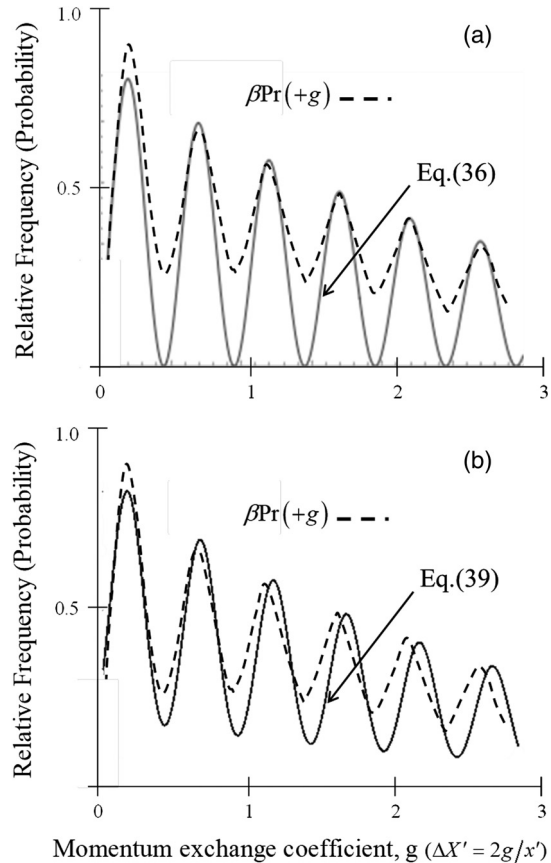 1.0
(a)
βPr(+g)
Eq.(36)
0.5
Relative Frequency (Probability)
0
1
2
3
1.0
(b)
βPr(+g)
Eq.(39)
0.5
Relative Frequency (Probability)
0
1
2
3
Momentum exchange coefficient, g (ΔX′ = 2g/x′)